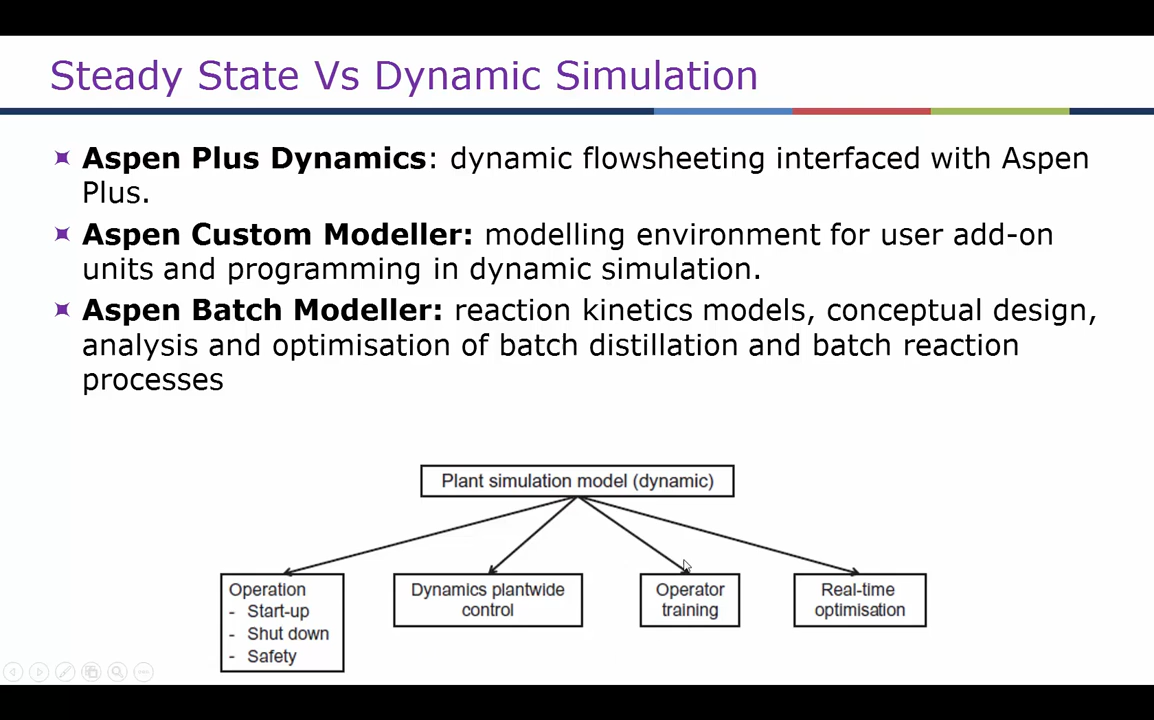 Steady State Vs Dynamic Simulation
Aspen Plus Dynamics: dynamic flowsheeting interfaced with Aspen
Plus.
Aspen Custom Modeller: modelling environment for user add-on
units and programming in dynamic simulation.
Aspen Batch Modeller: reaction kinetics models, conceptual design,
analysis and optimisation of batch distillation and batch reaction
processes
Plant simulation model (dynamic)
Operation
- Start-up
- Shut down
- Safety
Dynamics plantwide
control
Operator
training
Real-time
optimisation